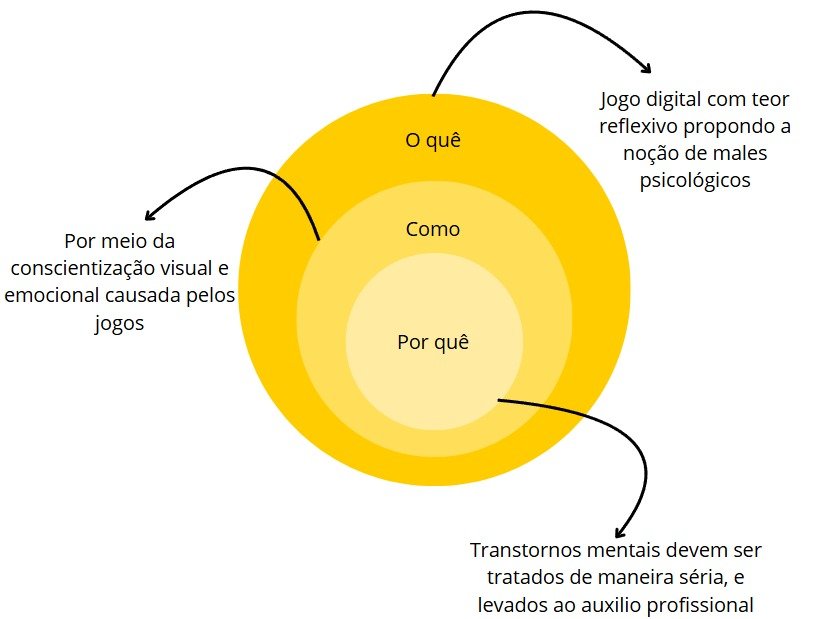 O quê
Jogo digital com teor
reflexivo propondo a
noção de males
psicológicos
Como
Por meio da
conscientização visual e
emocional causada pelos
jogos
Por quê
Transtornos mentais devem ser
tratados de maneira séria, e
levados ao auxilio profissional